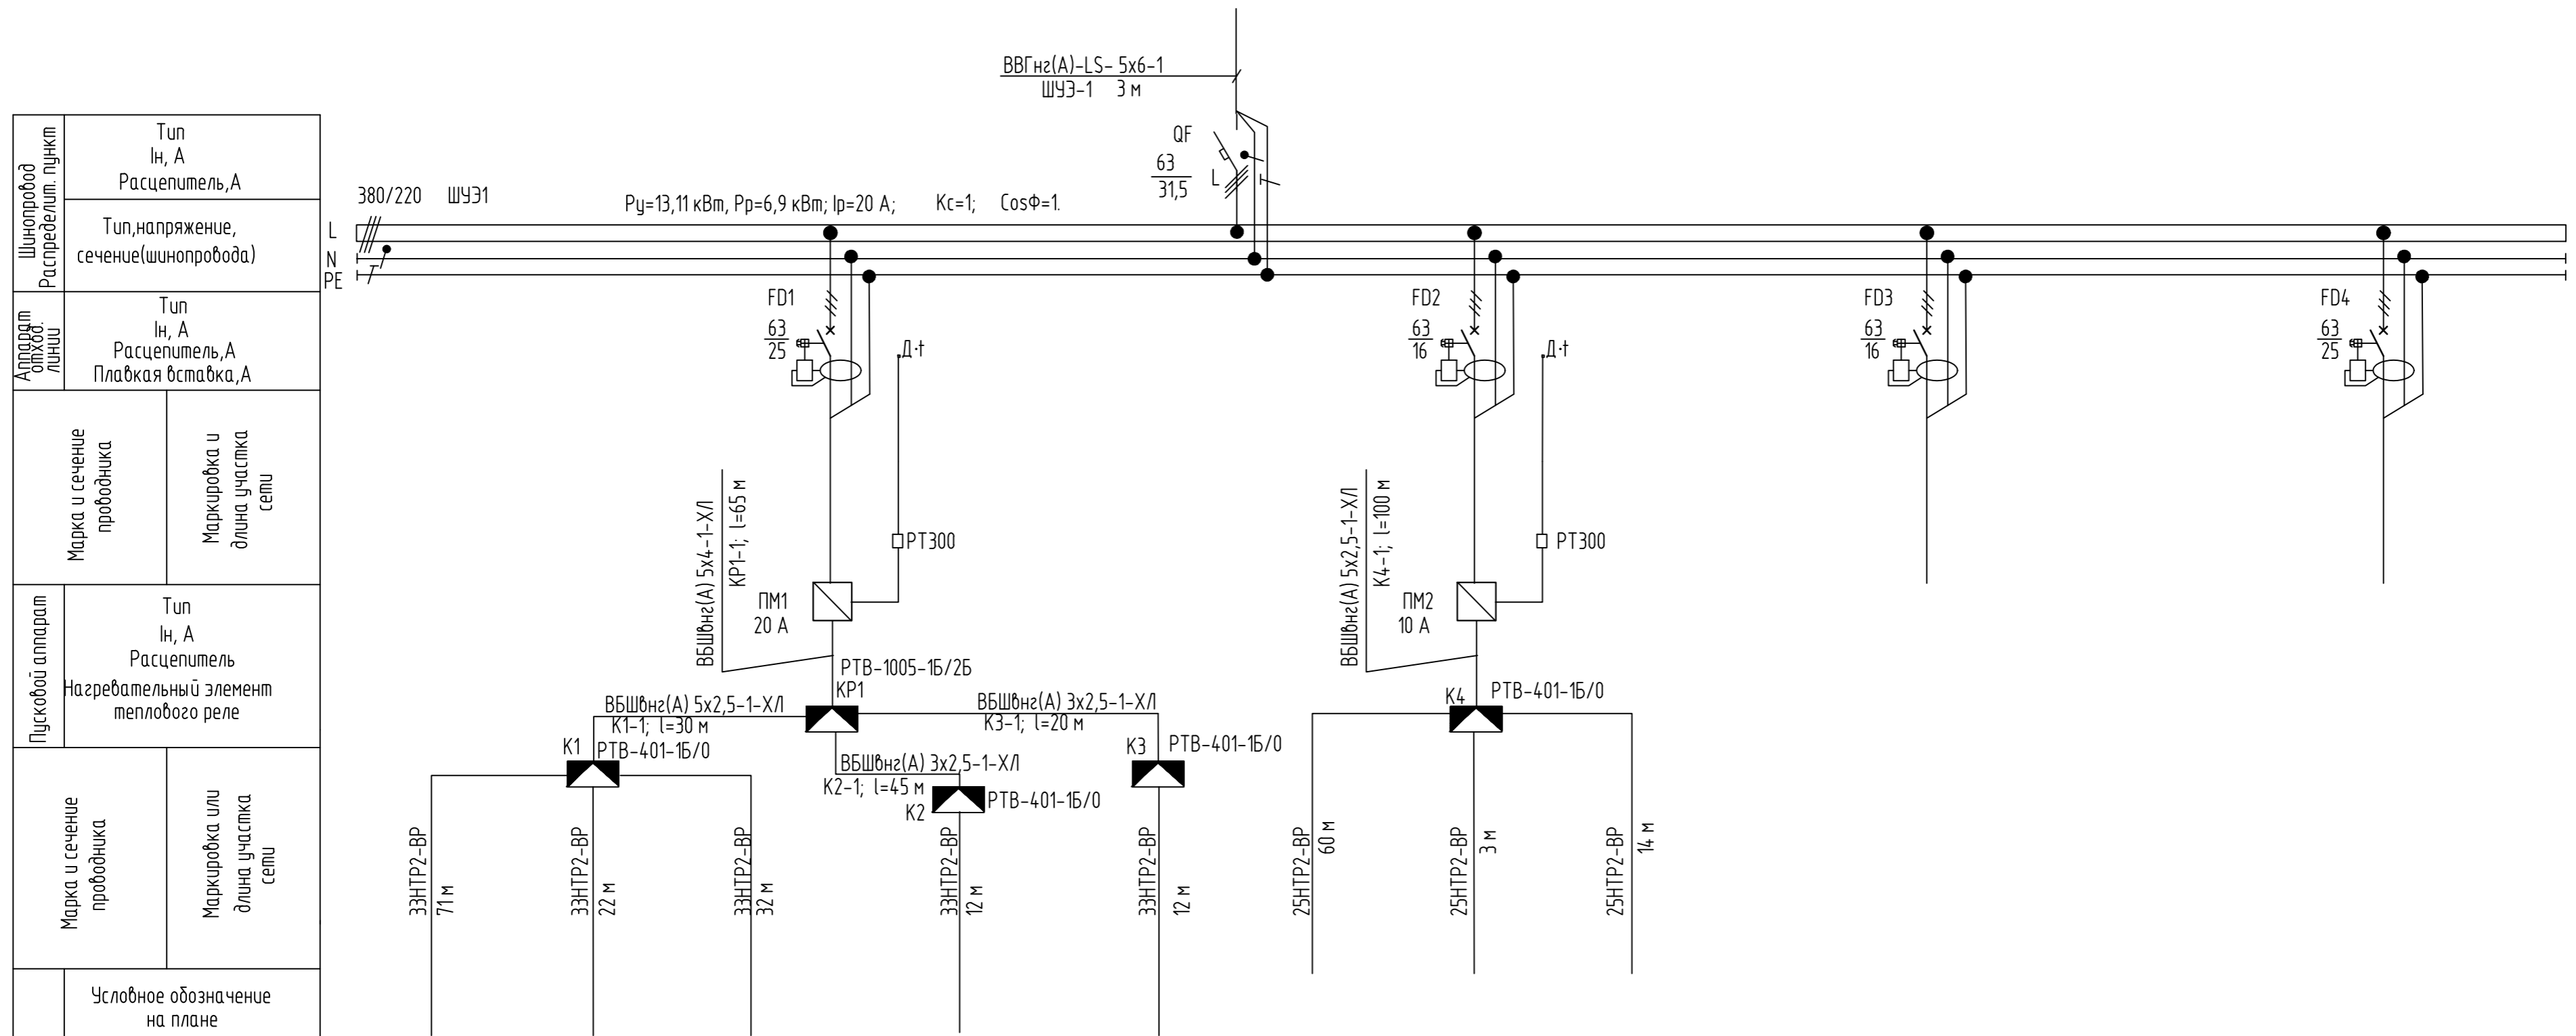 ВВГнг(А)-LS- 5х6-1
ШУЭ-1 3 м
QF
63
31,5
L
Шинопровод
Распределит. пункт
Тип
Iн, А
Расцепитель,А
Тип,напряжение,
сечение(шинопровода)
380/220 ШУЭ1
Ру=13,11 кВт, Рр=6,9 кВт; Iр=20 А; Кс=1; CosФ=1.
L
N
PE
Аппарат
отход.
линии
Тип
Iн, А
Расцепитель,А
Плавкая вставка,А
FD1
63
25
Д·t
FD2
63
16
Д·t
FD3
63
16
FD4
63
25
Марка и сечение
проводника
Маркировка и
длина участка
сети
ВБШвнг(А) 5х4-1-ХЛ
КР1-1; l=65 м
РТ300
ВБШвнг(А) 5х2,5-1-ХЛ
К4-1; l=100 м
РТ300
Пусковой аппарат
Тип
Iн, А
Расцепитель
Нагревательный элемент
теплового реле
ПМ1
20 А
ПМ2
10 А
РТВ-1005-1Б/2Б
КР1
ВБШвнг(А) 5х2,5-1-ХЛ
К1-1; l=30 м
К1
РТВ-401-1Б/0
ВБШвнг(А) 3х2,5-1-ХЛ
К3-1; l=20 м
К3
РТВ-401-1Б/0
ВБШвнг(А) 3х2,5-1-ХЛ
К2-1; l=45 м
К2
РТВ-401-1Б/0
К4
РТВ-401-1Б/0
Марка и сечение
проводника
Маркировка или
длина участка
сети
33НТР2-ВР
71 м
33НТР2-ВР
22 м
33НТР2-ВР
32 м
33НТР2-ВР
12 м
33НТР2-ВР
12 м
25НТР2-ВР
60 м
25НТР2-ВР
3 м
25НТР2-ВР
14 м
Условное обозначение
на плане